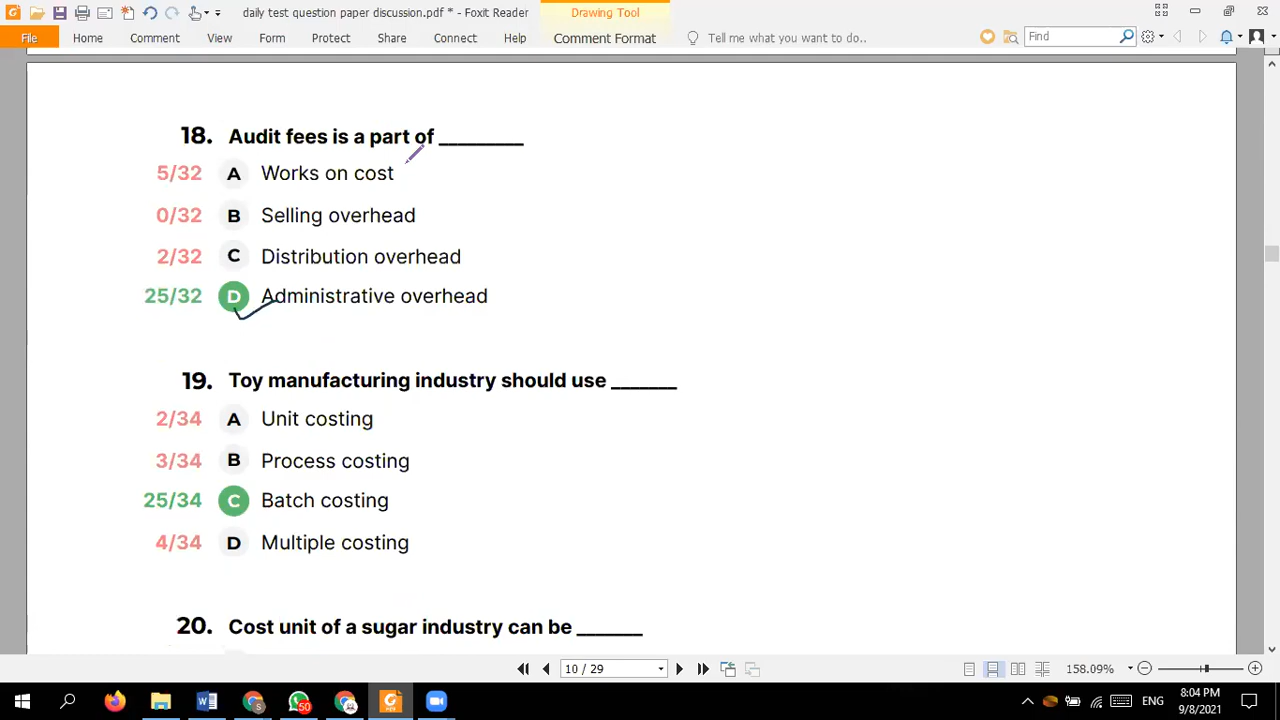 daily test question paper discussion.pdf * - Foxit Reader
Drawing Tool
File
Home
Comment
View
Form
Protect
Share
Connect
Help
Comment Format
Tell me what you want to do..
Find
18. Audit fees is a part of _________
5/32 A Works on cost
0/32 B Selling overhead
2/32 C Distribution overhead
25/32 D Administrative overhead
19. Toy manufacturing industry should use _______
2/34 A Unit costing
3/34 B Process costing
25/34 C Batch costing
4/34 D Multiple costing
20. Cost unit of a sugar industry can be _______
10 / 29
158.09%
50
ENG
8:04 PM
9/8/2021